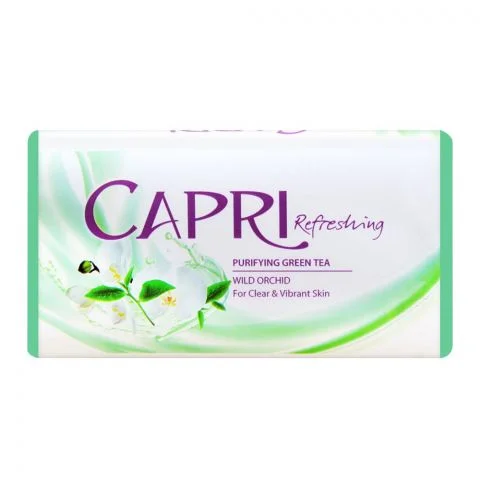 CAPRI Refreshing
PURIFYING GREEN TEA
WILD ORCHID
For Clear & Vibrant Skin